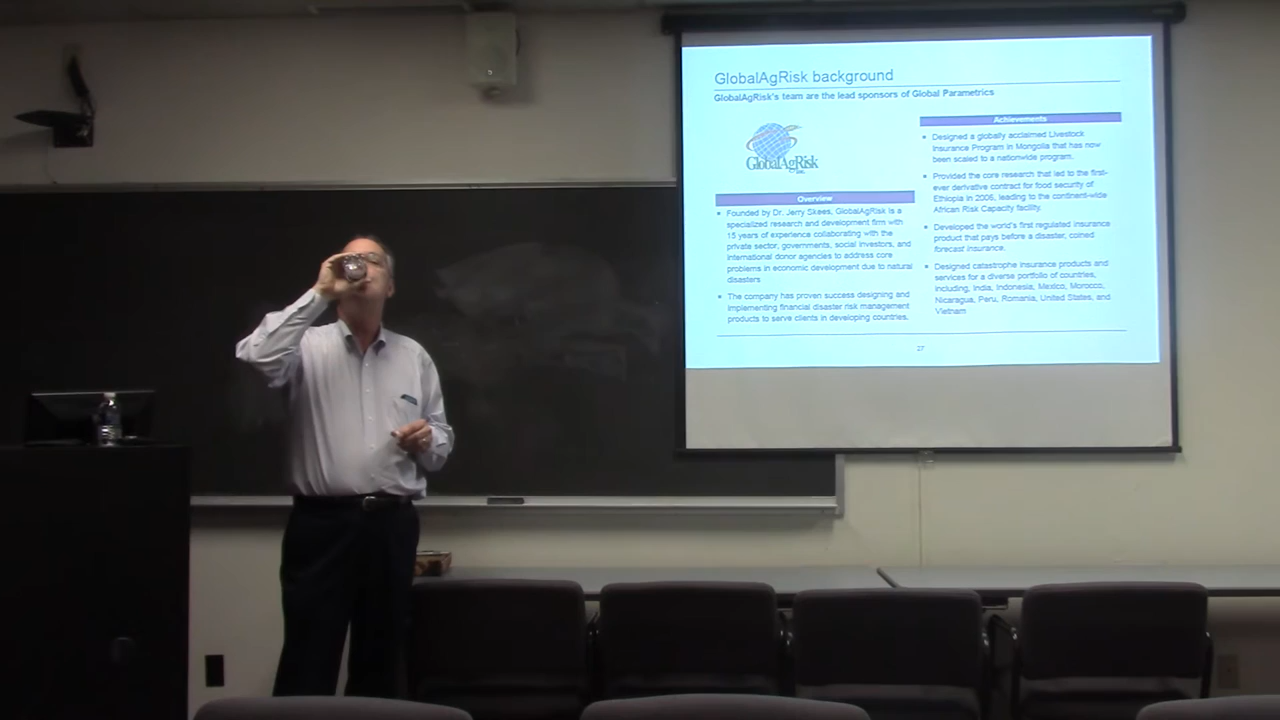 GlobalAgRisk background
GlobalAgRisk's team are the lead sponsors of Global Parametrics
GlobalAgRisk
INC.
Overview
Founded by Dr. Jerry Skees, GlobalAgRisk is a
specialized research and development firm with
15 years of experience collaborating with the
private sector, governments, social investors, and
international donor agencies to address core
problems in economic development due to natural
disasters
The company has proven success designing and
implementing financial disaster risk management
products to serve clients in developing countries.
Achievements
Designed a globally acclaimed Livestock
Insurance Program in Mongolia that has now
been scaled to a nationwide program.
Provided the core research that led to the first-
ever derivative contract for food security of
Ethiopia in 2006, leading to the continent-wide
African Risk Capacity facility.
Developed the world's first regulated insurance
product that pays before a disaster, coined
forecast insurance.
Designed catastrophe insurance products and
services for a diverse portfolio of countries,
including, India, Indonesia, Mexico, Morocco,
Nicaragua, Peru, Romania, United States, and
Vietnam
27